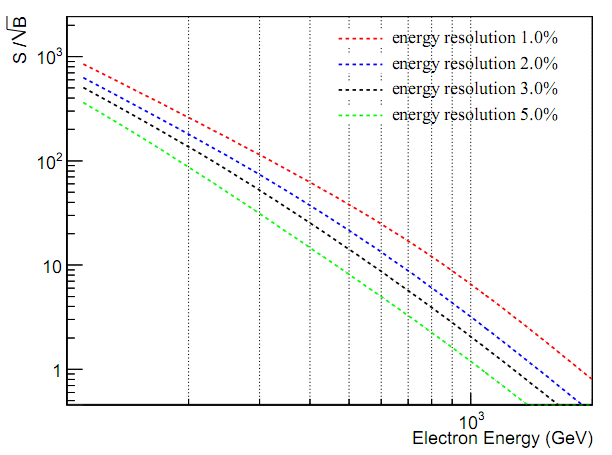 S /√B
10³
10²
10
1
energy resolution 1.0%
energy resolution 2.0%
energy resolution 3.0%
energy resolution 5.0%
10³
Electron Energy (GeV)